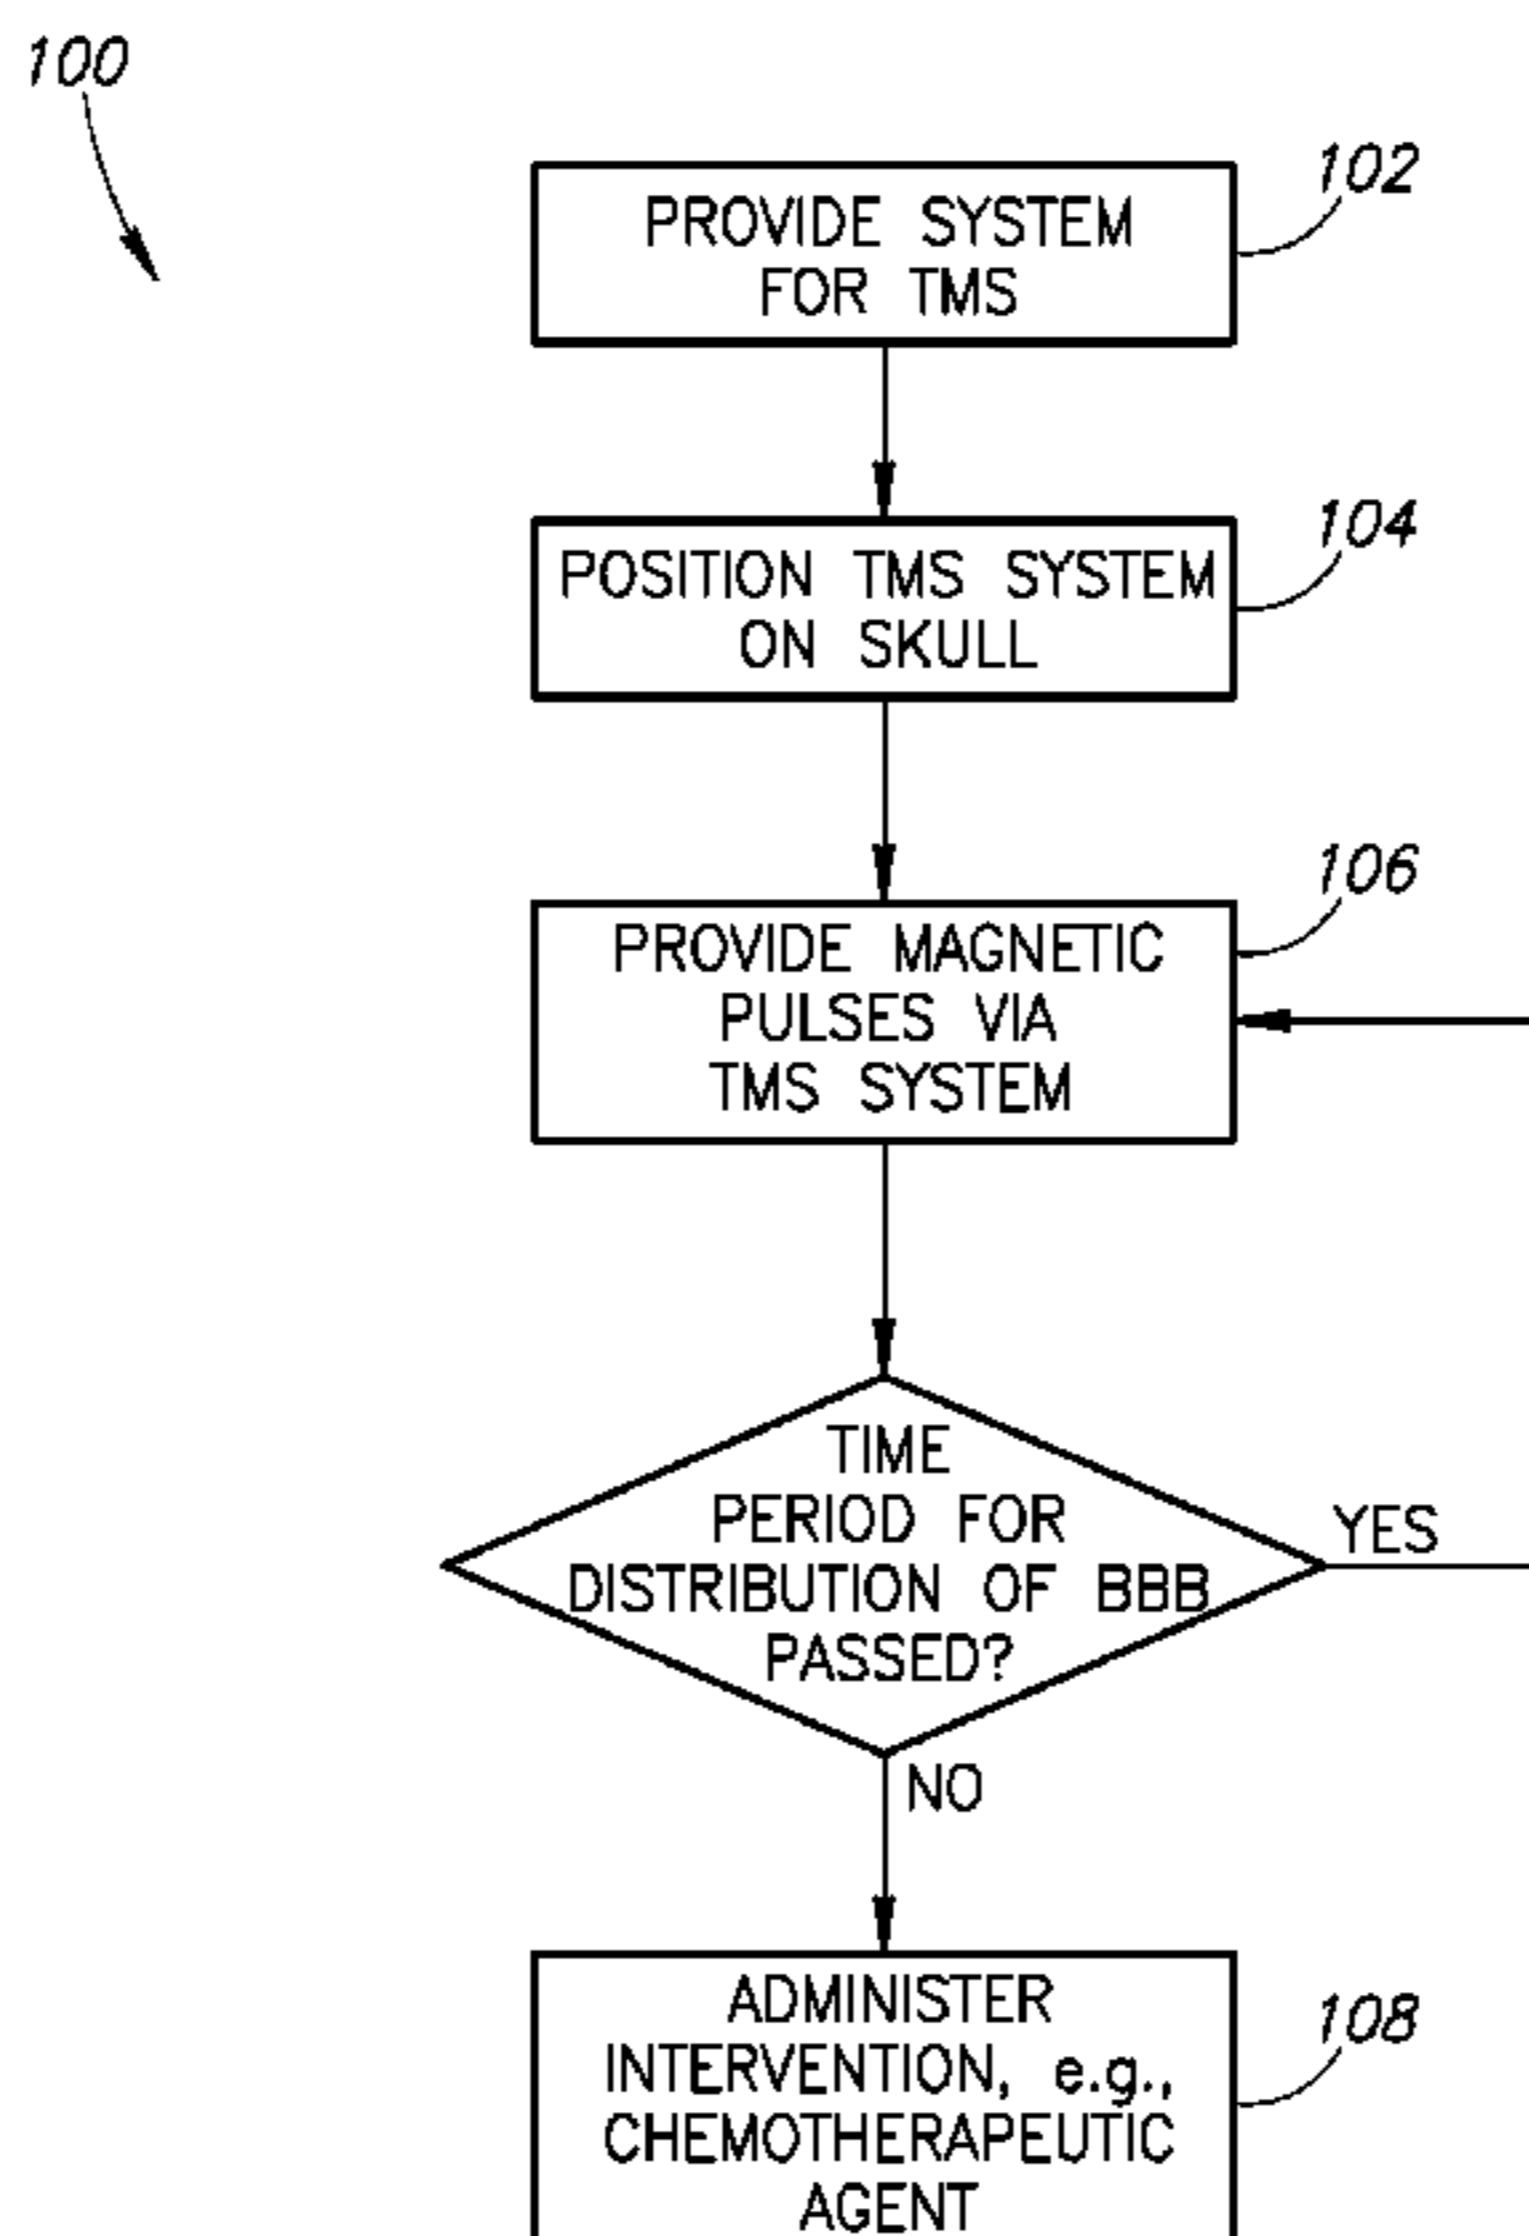 100
102
PROVIDE SYSTEM
FOR TMS
104
POSITION TMS SYSTEM
ON SKULL
106
PROVIDE MAGNETIC
PULSES VIA
TMS SYSTEM
TIME
PERIOD FOR
DISTRIBUTION OF BBB
PASSED?
YES
NO
108
ADMINISTER
INTERVENTION, e.g.,
CHEMOTHERAPEUTIC
AGENT